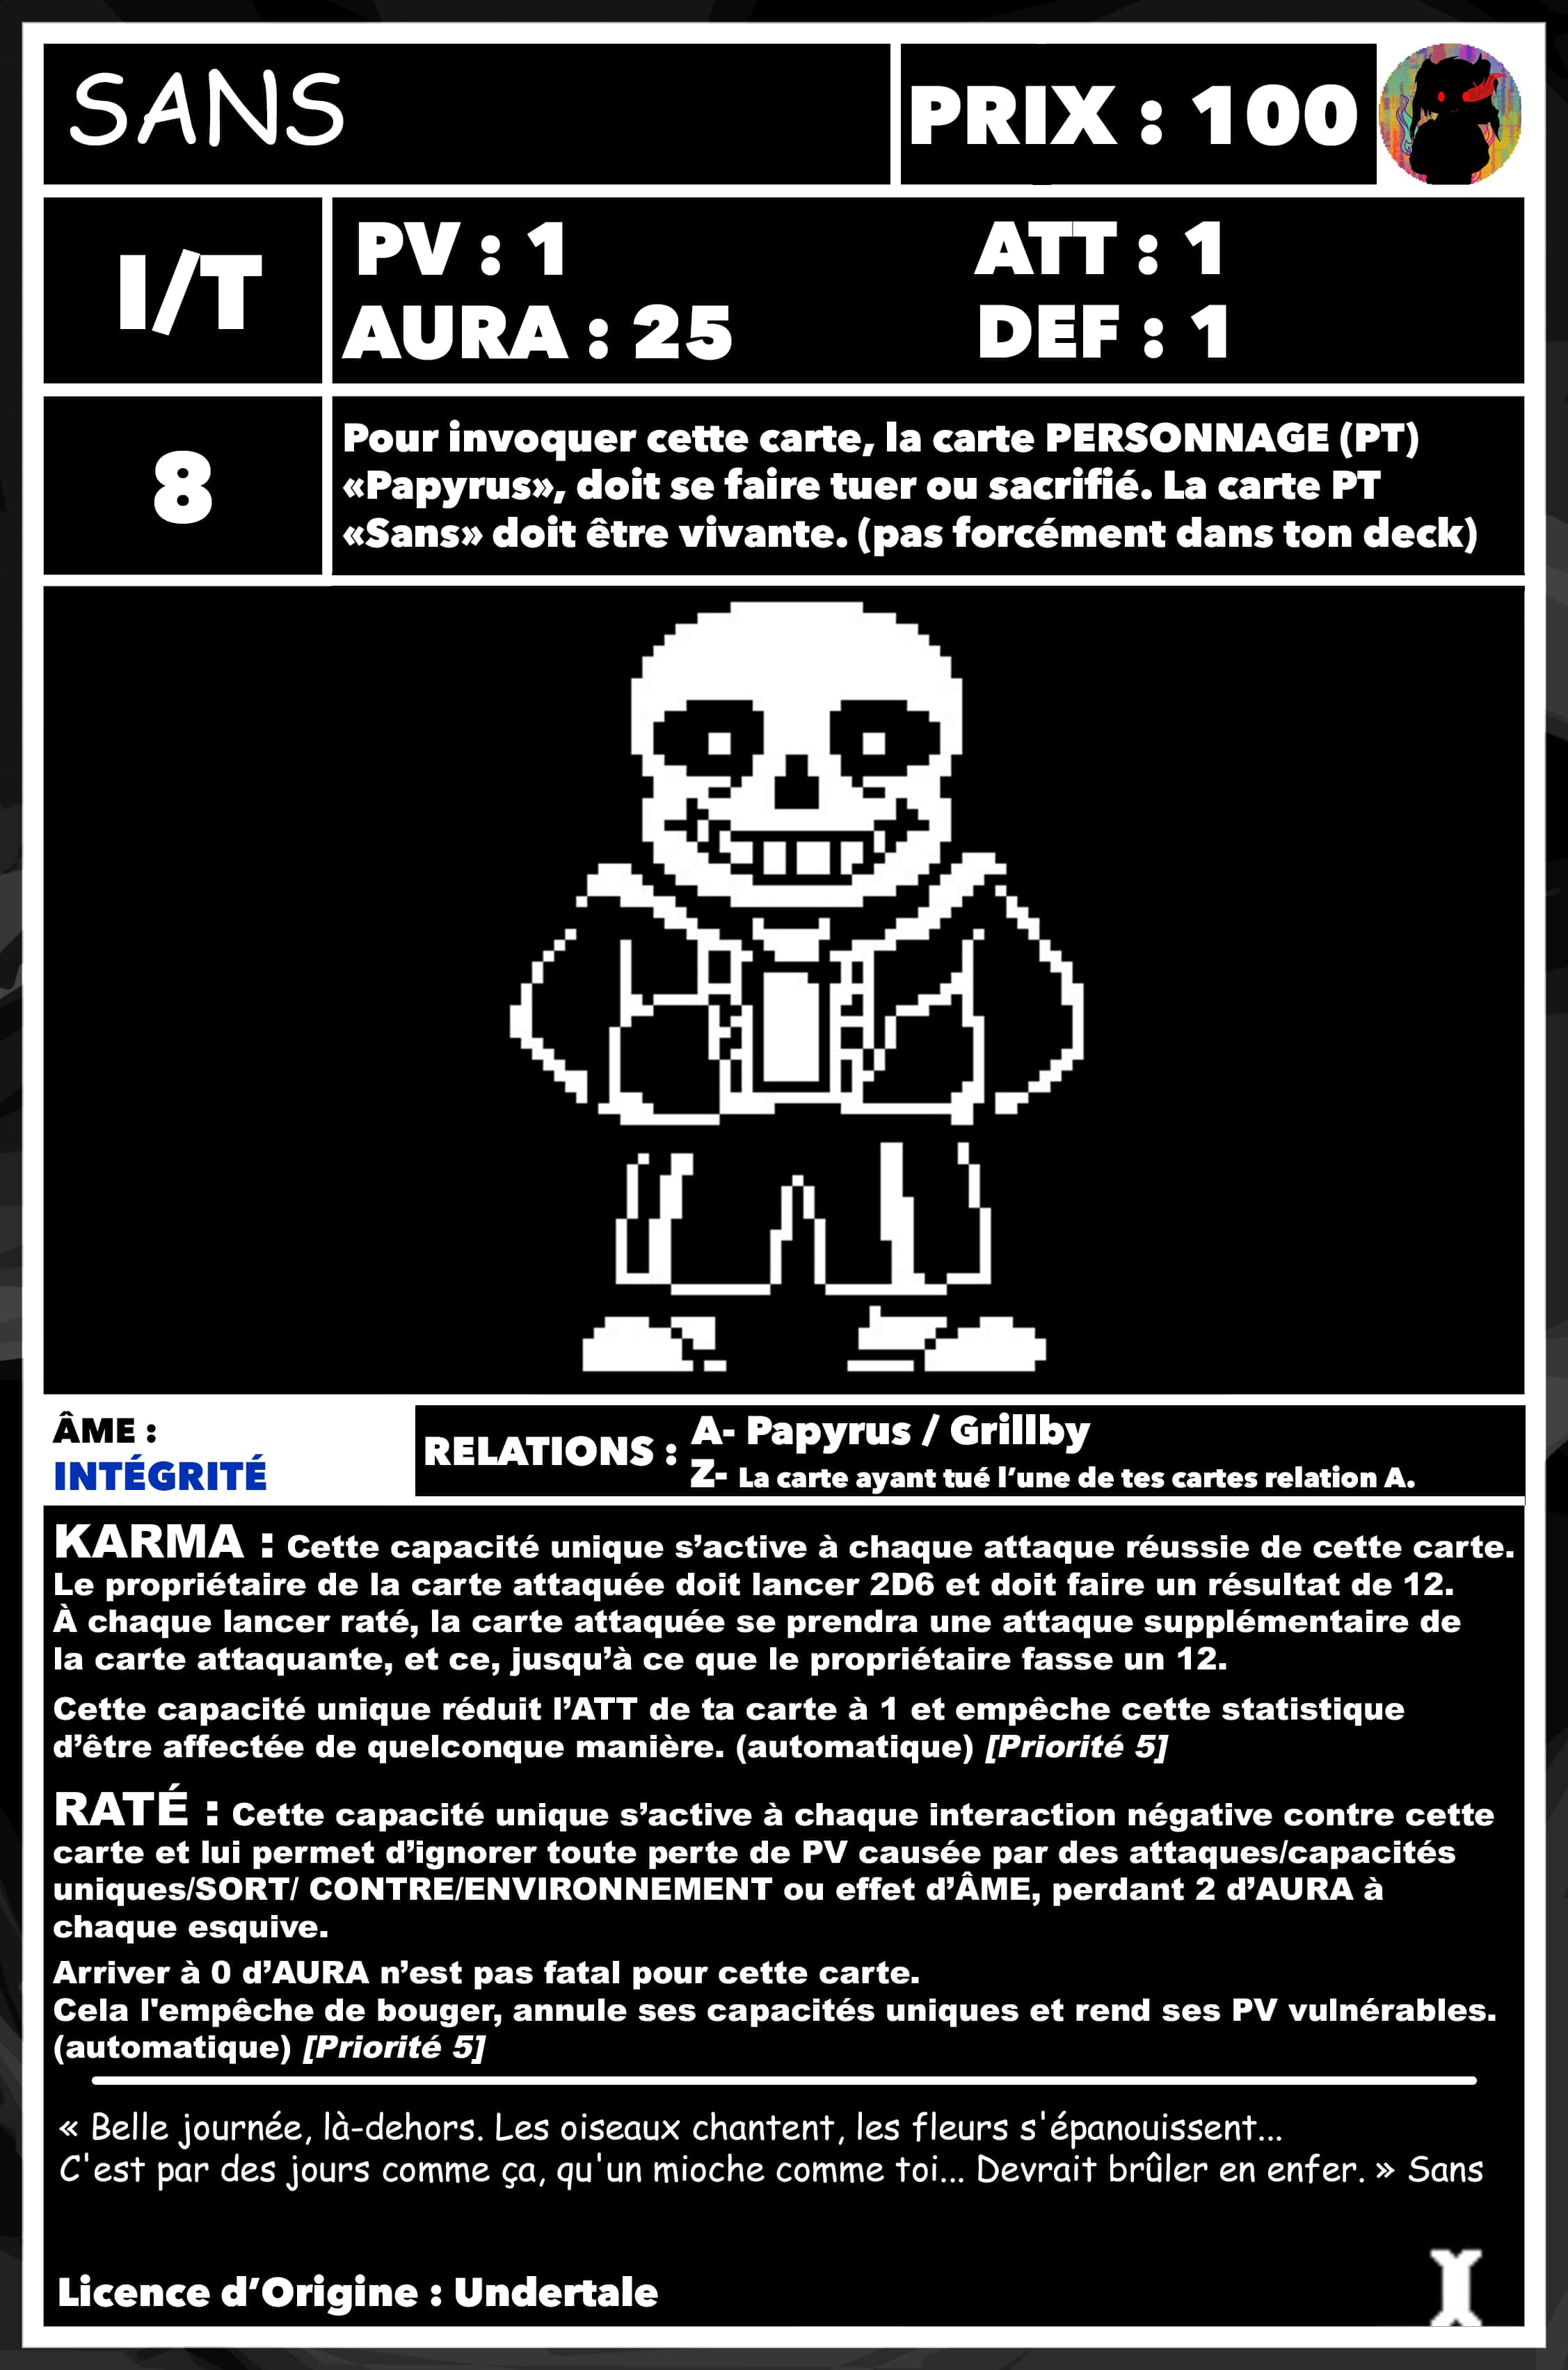 SANS
PRIX : 100
I/T
PV : 1
ATT : 1
AURA : 25
DEF : 1
8
Pour invoquer cette carte, la carte PERSONNAGE (PT)
«Papyrus», doit se faire tuer ou sacrifié. La carte PT
«Sans» doit être vivante. (pas forcément dans ton deck)
ÂME :
INTÉGRITÉ
RELATIONS :
A- Papyrus / Grillby
Z- La carte ayant tué l’une de tes cartes relation A.
KARMA : Cette capacité unique s’active à chaque attaque réussie de cette carte.
Le propriétaire de la carte attaquée doit lancer 2D6 et doit faire un résultat de 12.
À chaque lancer raté, la carte attaquée se prendra une attaque supplémentaire de
la carte attaquante, et ce, jusqu’à ce que le propriétaire fasse un 12.
Cette capacité unique réduit l’ATT de ta carte à 1 et empêche cette statistique
d’être affectée de quelconque manière. (automatique) [Priorité 5]
RATÉ : Cette capacité unique s’active à chaque interaction négative contre cette
carte et lui permet d’ignorer toute perte de PV causée par des attaques/capacités
uniques/SORT/ CONTRE/ENVIRONNEMENT ou effet d’ÂME, perdant 2 d’AURA à
chaque esquive.
Arriver à 0 d’AURA n’est pas fatal pour cette carte.
Cela l'empêche de bouger, annule ses capacités uniques et rend ses PV vulnérables.
(automatique) [Priorité 5]
« Belle journée, là-dehors. Les oiseaux chantent, les fleurs s'épanouissent...
C'est par des jours comme ça, qu'un mioche comme toi... Devrait brûler en enfer. » Sans
Licence d’Origine : Undertale